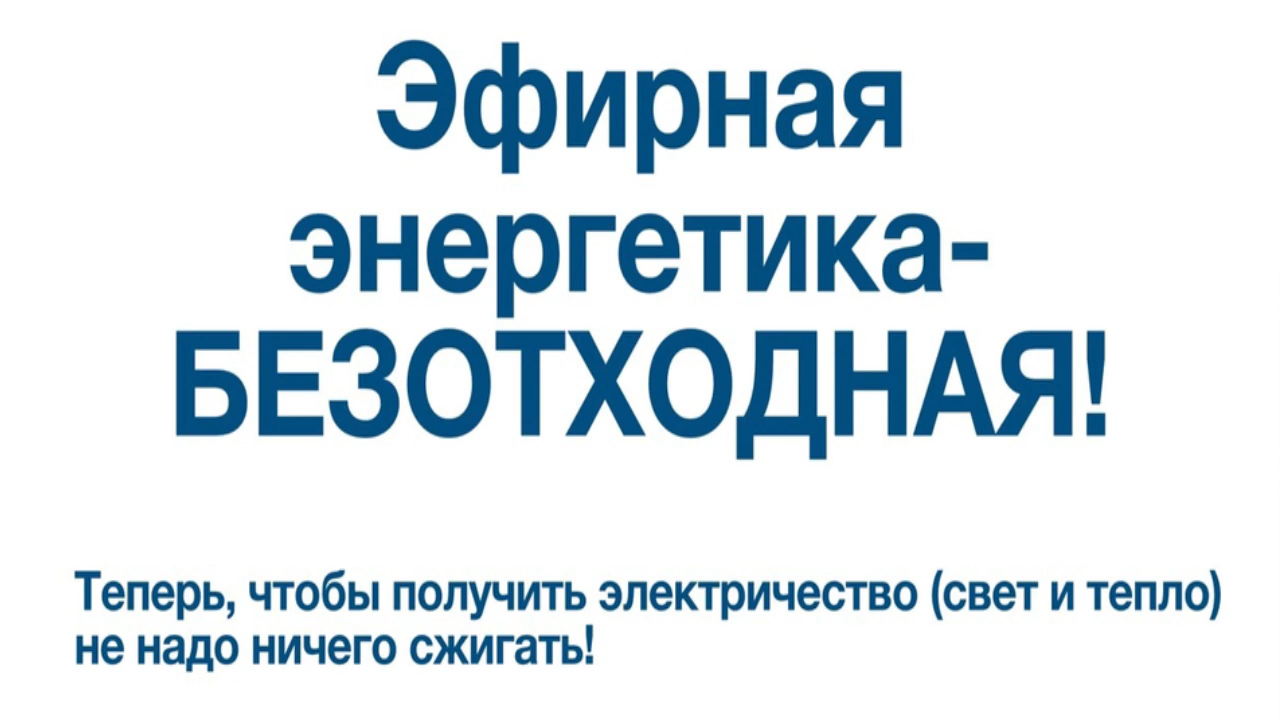 Эфирная
энергетика-
БЕЗОТХОДНАЯ!
Теперь, чтобы получить электричество (свет и тепло)
не надо ничего сжигать!